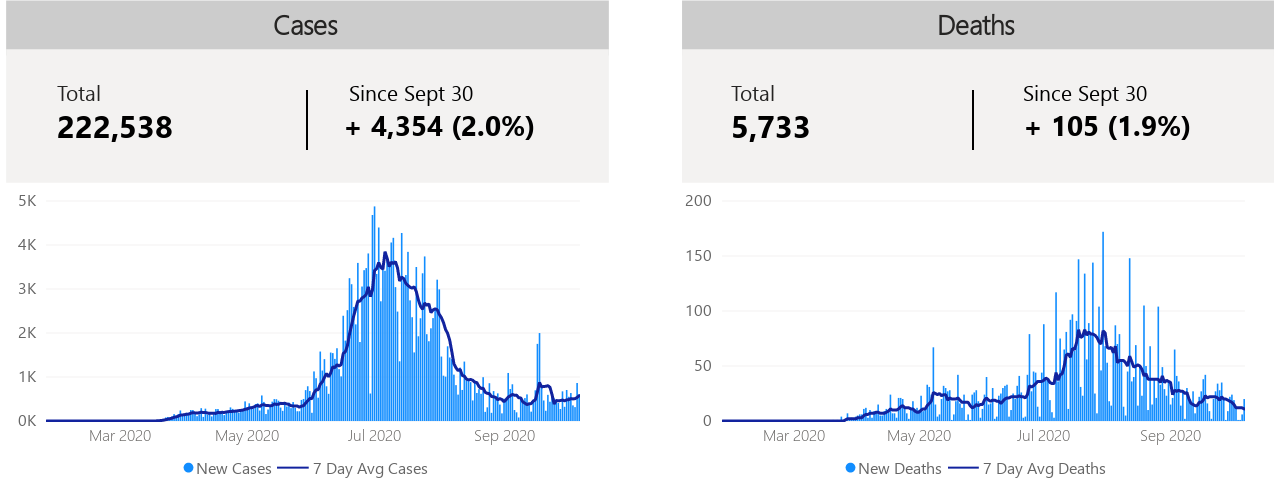 Cases
Total
222,538
Since Sept 30
+ 4,354 (2.0%)
5K
4K
3K
2K
1K
0K
Mar 2020 May 2020 Jul 2020 Sep 2020
New Cases 7 Day Avg Cases
Deaths
Total
5,733
Since Sept 30
+ 105 (1.9%)
200
150
100
50
0
Mar 2020 May 2020 Jul 2020 Sep 2020
New Deaths 7 Day Avg Deaths